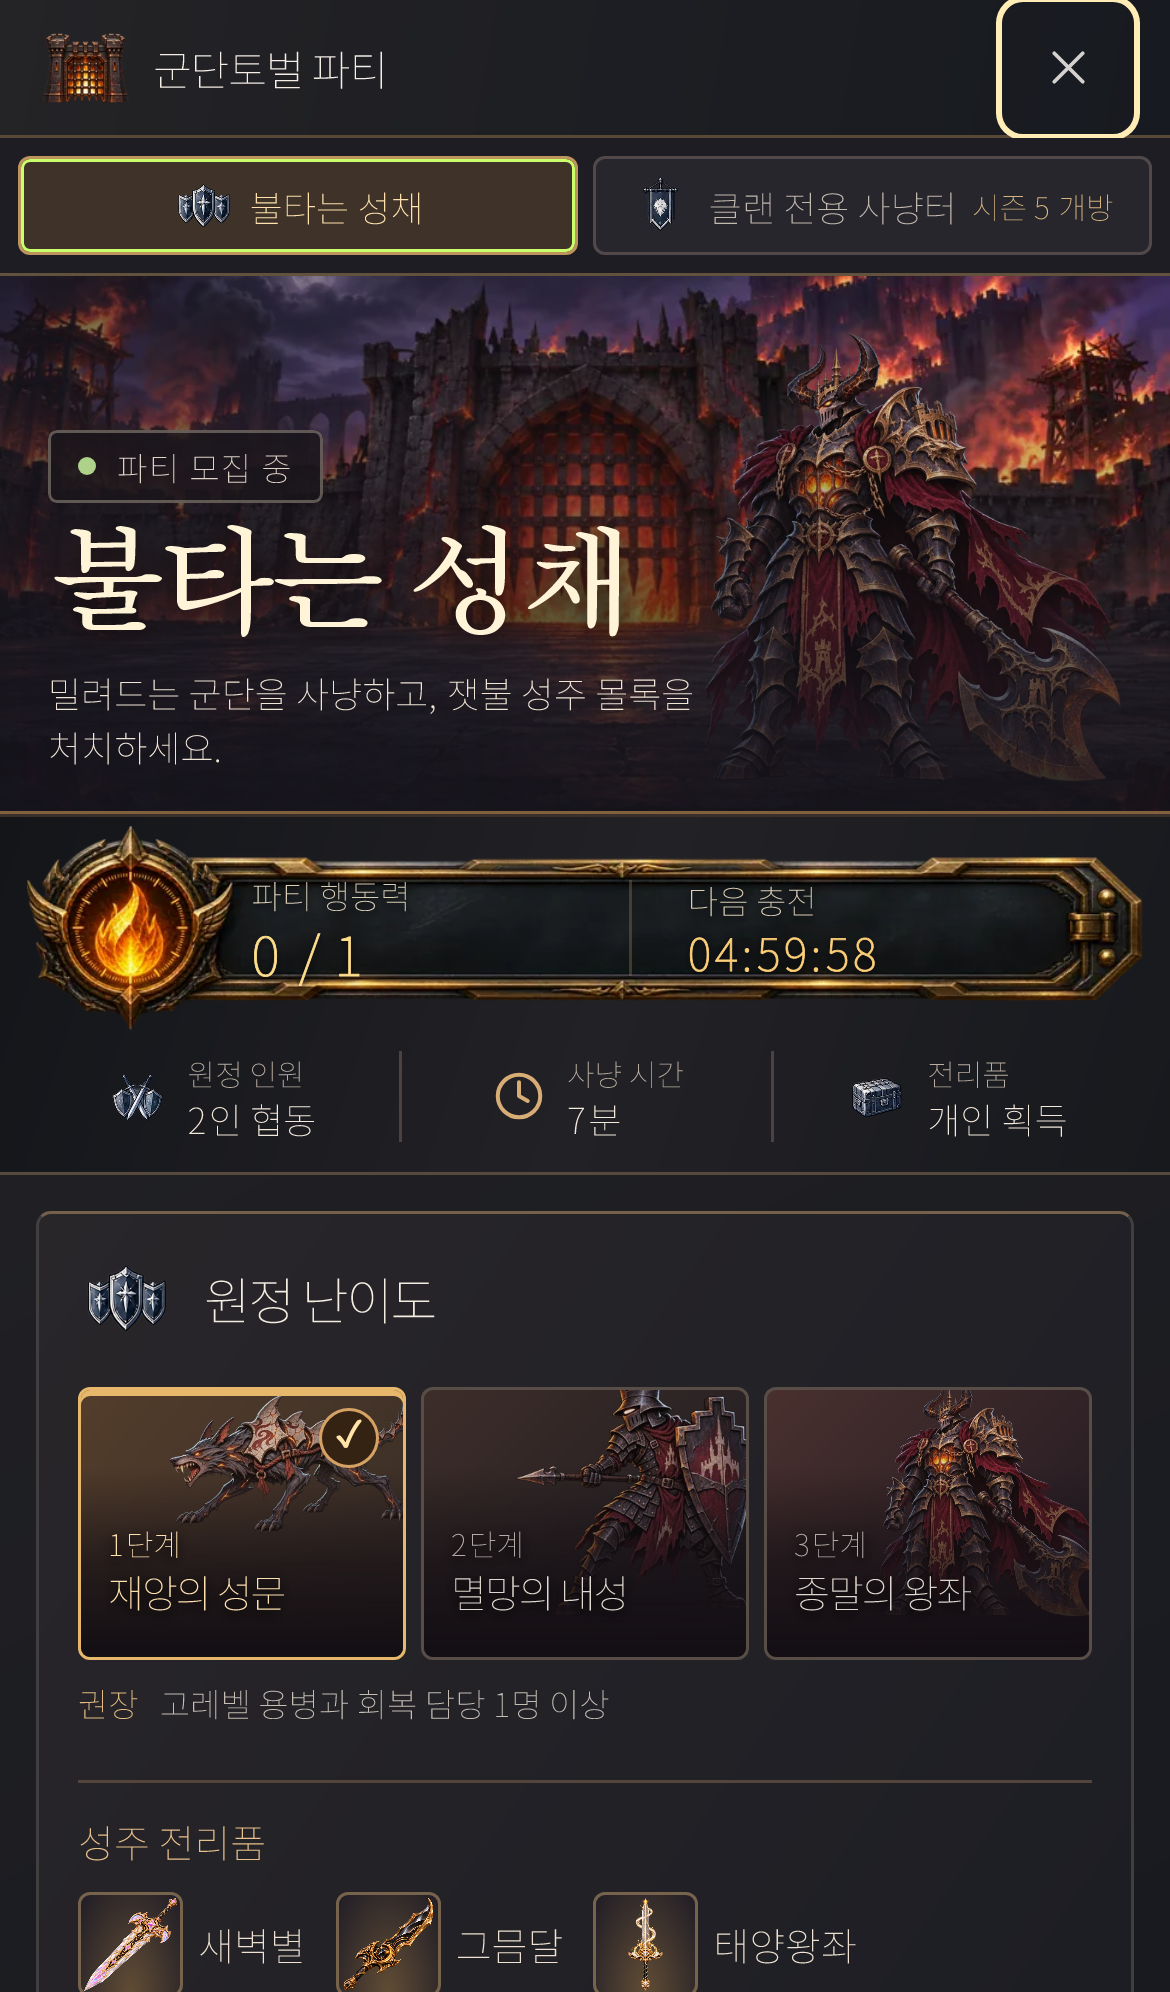 군단토벌 파티
불타는 성채
클랜 전용 사냥터 시즌 5 개방
파티 모집 중
불타는 성채
밀려드는 군단을 사냥하고, 잿불 성주 몰록을
처치하세요.
파티 행동력
0 / 1
다음 충전
04:59:58
원정 인원
2인 협동
사냥 시간
7분
전리품
개인 획득
원정 난이도
1단계
재앙의 성문
2단계
멸망의 내성
3단계
종말의 왕좌
권장 고레벨 용병과 회복 담당 1명 이상
성주 전리품
새벽별
그믐달
태양왕좌